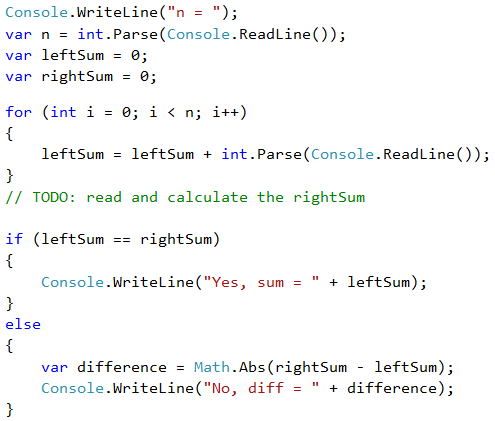 Console.WriteLine("n = ");
var n = int.Parse(Console.ReadLine());
var leftSum = 0;
var rightSum = 0;
for (int i = 0; i < n; i++)
{
leftSum = leftSum + int.Parse(Console.ReadLine());
}
// TODO: read and calculate the rightSum
if (leftSum == rightSum)
{
Console.WriteLine("Yes, sum = " + leftSum);
}
else
{
var difference = Math.Abs(rightSum - leftSum);
Console.WriteLine("No, diff = " + difference);
}